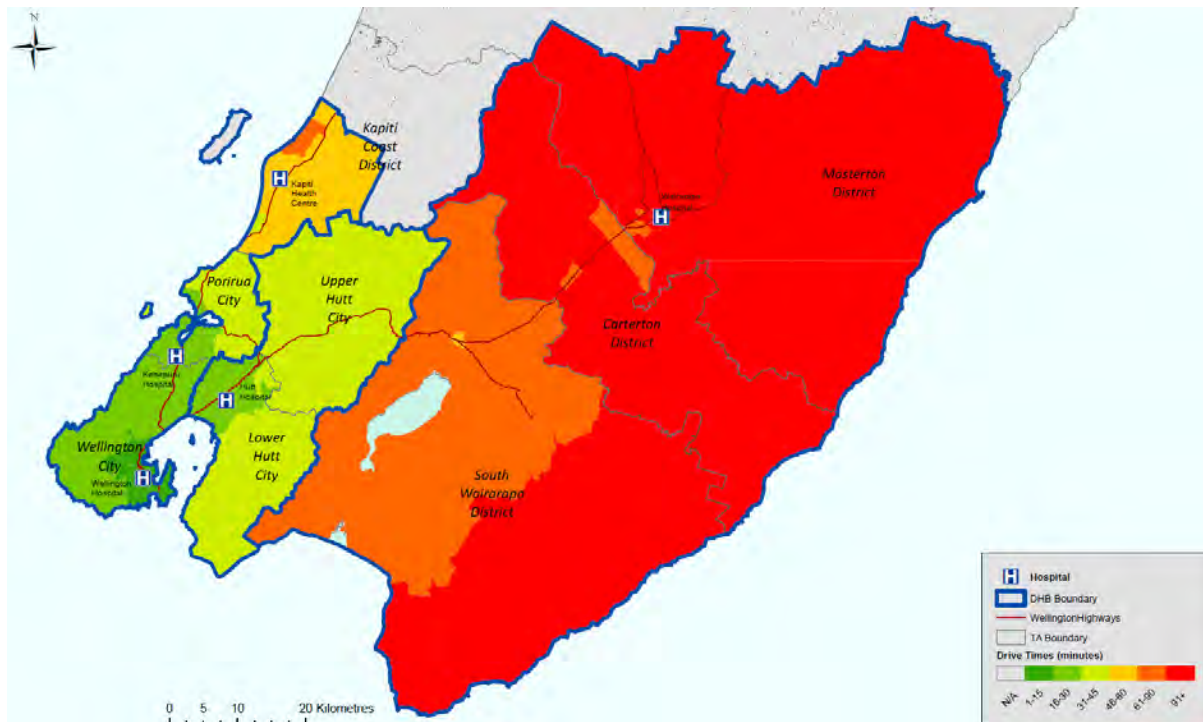 N
Kapiti
Coast
District
Kapiti
Health
Centre
Masterton
District
Porirua
City
Upper
Hutt
City
Carterton
District
Kenepuru
Hospital
Hutt
Hospital
Wellington
City
Wellington
Hospital
Lower
Hutt
City
South
Wairarapa
District
0 5 10 20 Kilometres
Hospital
DHB Boundary
WellingtonHighways
TA Boundary
Drive Times (minutes)
N/A
1-15
16-30
31-45
46-60
61-90
91+
H
H
H
H
H
H